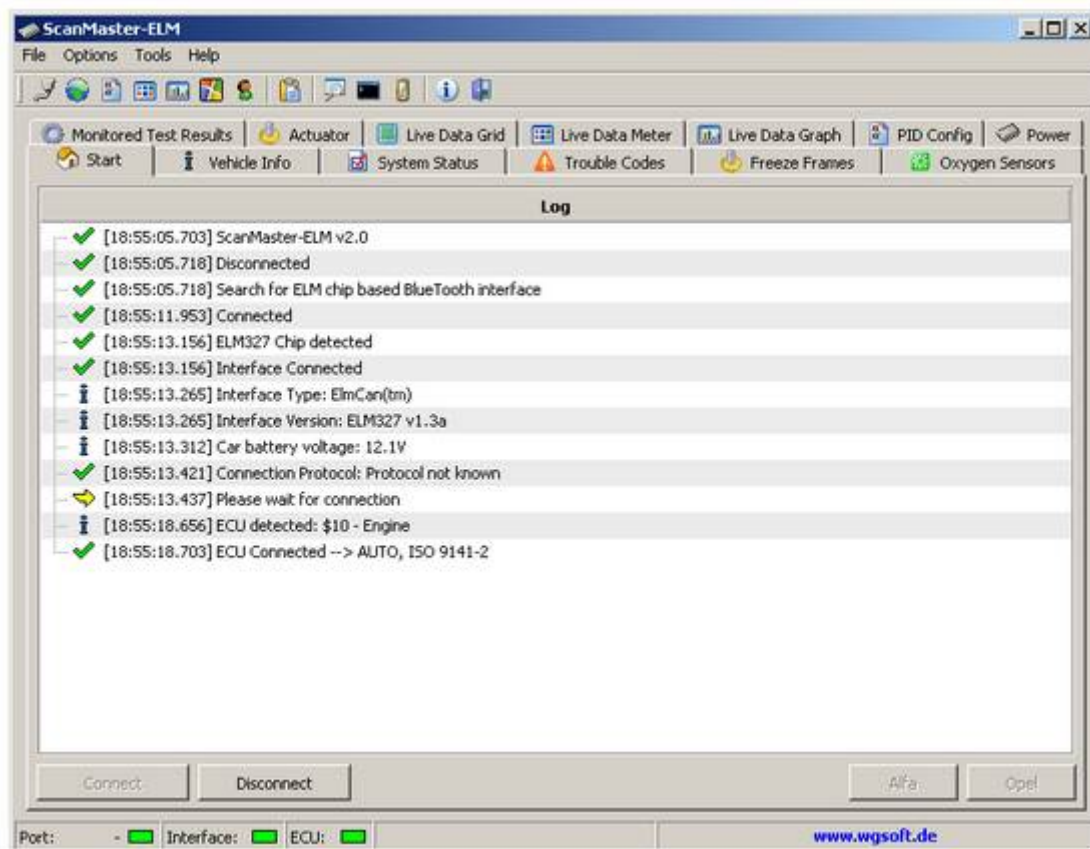 ScanMaster-ELM
File Options Tools Help
Monitored Test Results Actuator Live Data Grid Live Data Meter Live Data Graph PID Config Power
Start Vehicle Info System Status Trouble Codes Freeze Frames Oxygen Sensors
Log
[18:55:05.703] ScanMaster-ELM v2.0
[18:55:05.718] Disconnected
[18:55:05.718] Search for ELM chip based BlueTooth interface
[18:55:11.953] Connected
[18:55:13.156] ELM327 Chip detected
[18:55:13.156] Interface Connected
[18:55:13.265] Interface Type: ElmCan(tm)
[18:55:13.265] Interface Version: ELM327 v1.3a
[18:55:13.312] Car battery voltage: 12.1V
[18:55:13.421] Connection Protocol: Protocol not known
[18:55:13.437] Please wait for connection
[18:55:18.656] ECU detected: $10 - Engine
[18:55:18.703] ECU Connected --> AUTO, ISO 9141-2
Connect Disconnect Alfa Opel
Port: - Interface: ECU: www.wgsoft.de